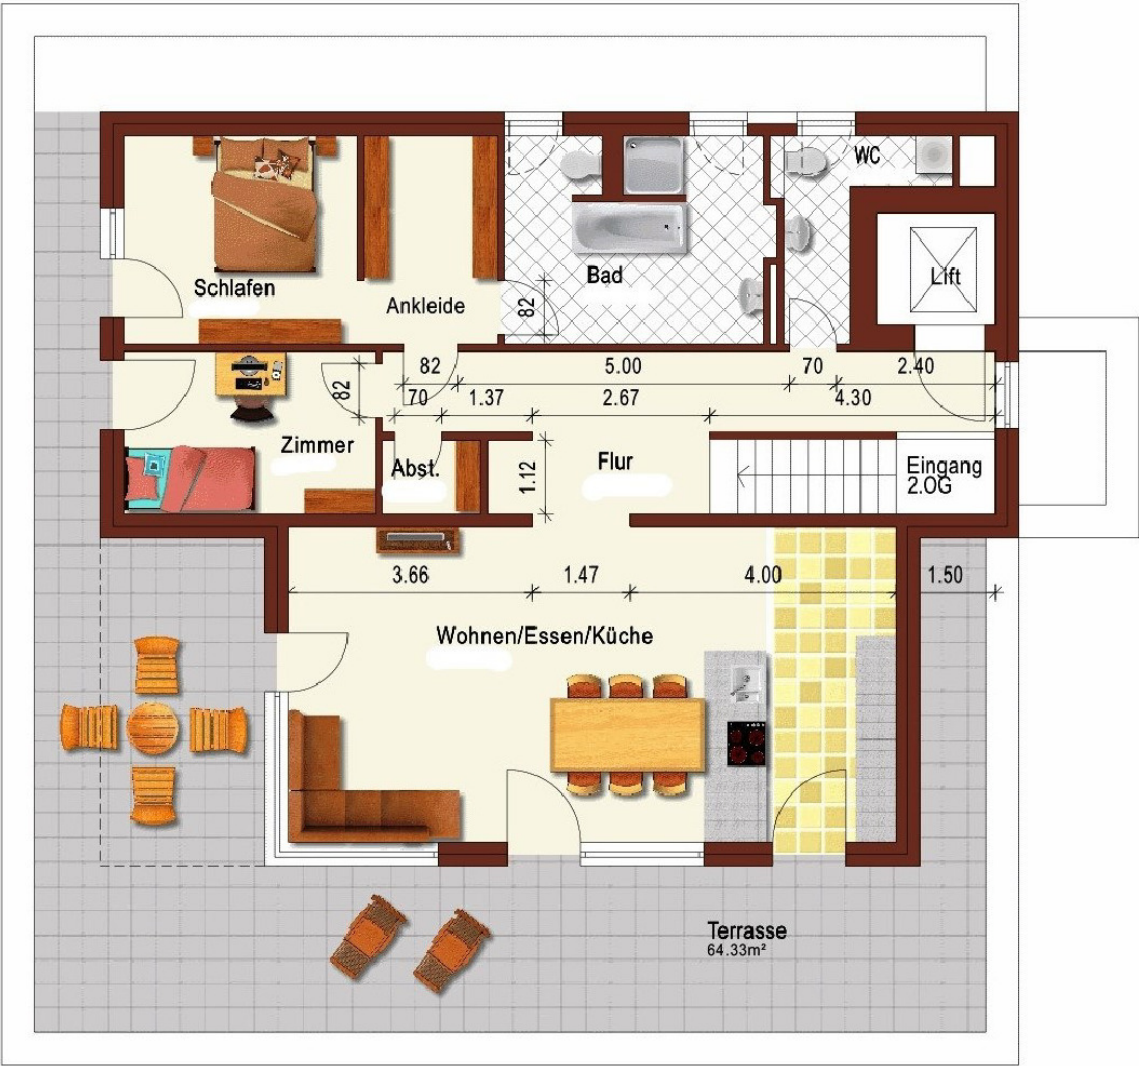 WC
Schlafen
Bad
Lift
Ankleide
82
82
5.00
70
2.40
82
70
1.37
2.67
4.30
Zimmer
Abst.
1.12
Flur
Eingang
2.OG
3.66
1.47
4.00
1.50
Wohnen/Essen/Küche
Terrasse
64.33m²